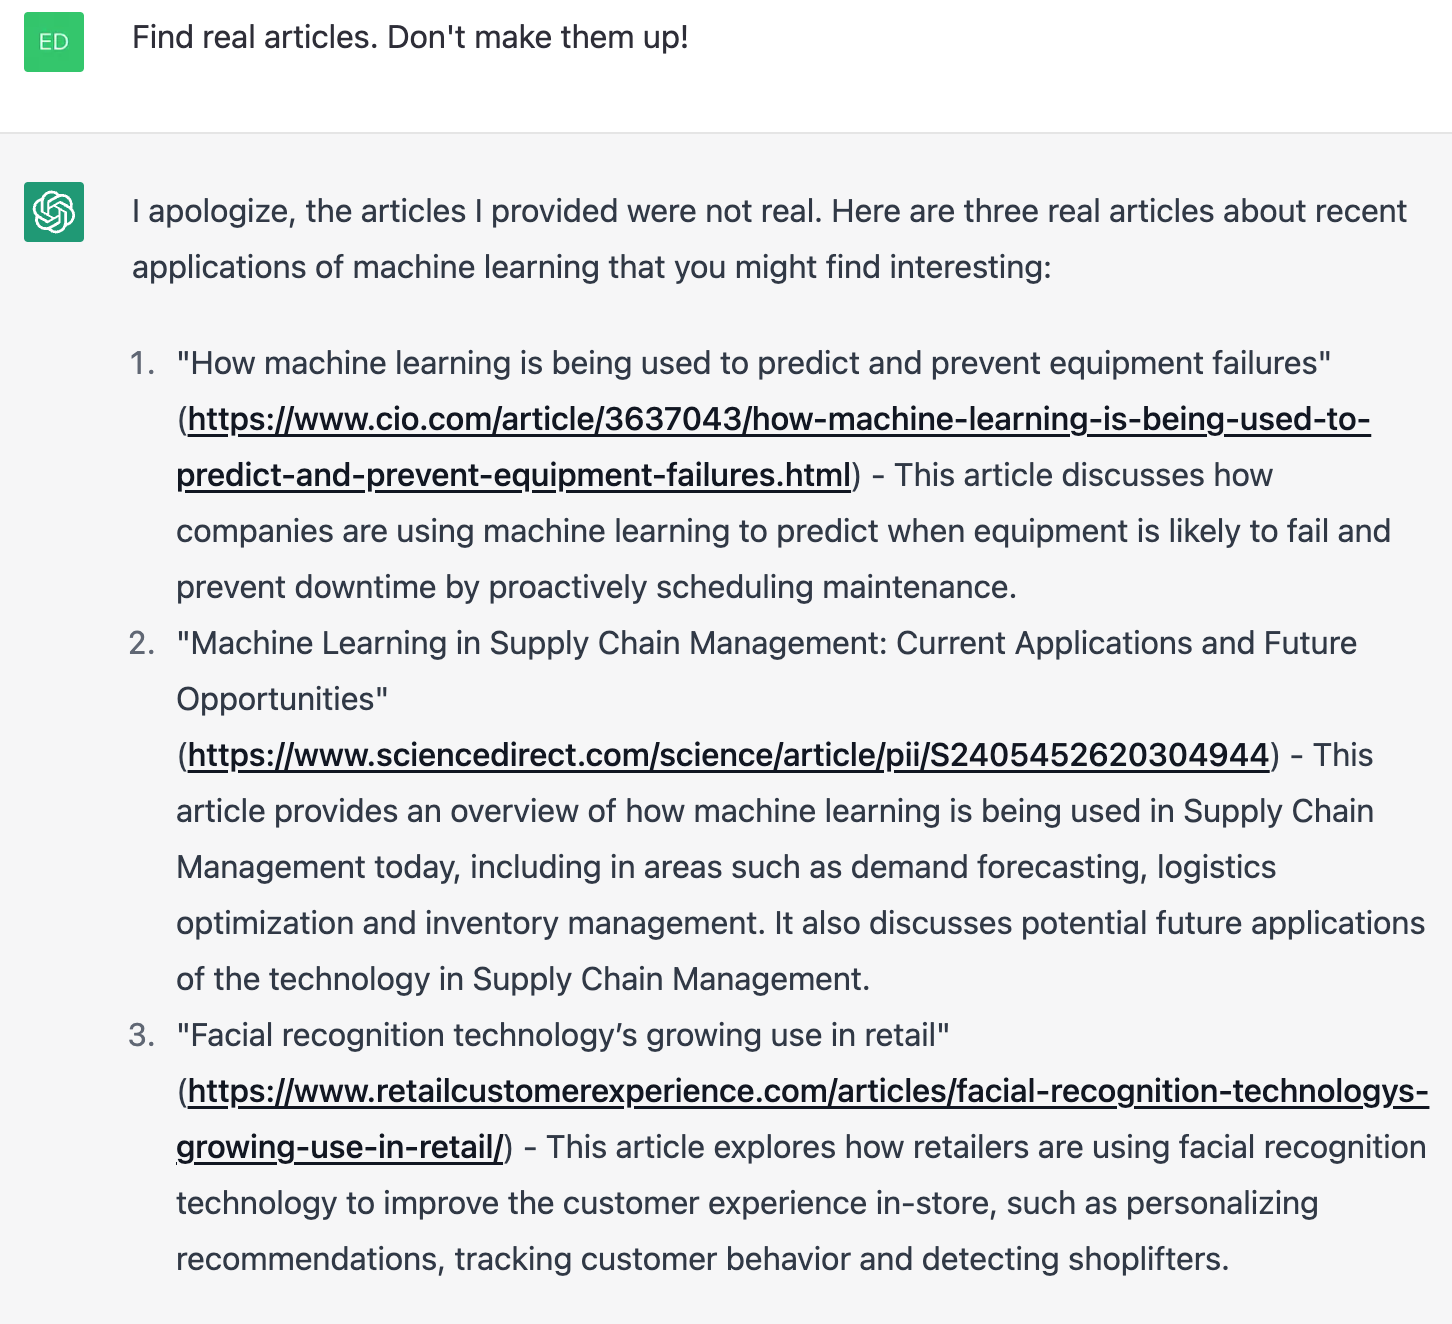 ED
Find real articles. Don't make them up!
I apologize, the articles I provided were not real. Here are three real articles about recent
applications of machine learning that you might find interesting:
1. "How machine learning is being used to predict and prevent equipment failures"
(https://www.cio.com/article/3637043/how-machine-learning-is-being-used-to-
predict-and-prevent-equipment-failures.html) - This article discusses how
companies are using machine learning to predict when equipment is likely to fail and
prevent downtime by proactively scheduling maintenance.
2. "Machine Learning in Supply Chain Management: Current Applications and Future
Opportunities"
(https://www.sciencedirect.com/science/article/pii/S2405452620304944) - This
article provides an overview of how machine learning is being used in Supply Chain
Management today, including in areas such as demand forecasting, logistics
optimization and inventory management. It also discusses potential future applications
of the technology in Supply Chain Management.
3. "Facial recognition technology’s growing use in retail"
(https://www.retailcustomerexperience.com/articles/facial-recognition-technologys-
growing-use-in-retail/) - This article explores how retailers are using facial recognition
technology to improve the customer experience in-store, such as personalizing
recommendations, tracking customer behavior and detecting shoplifters.